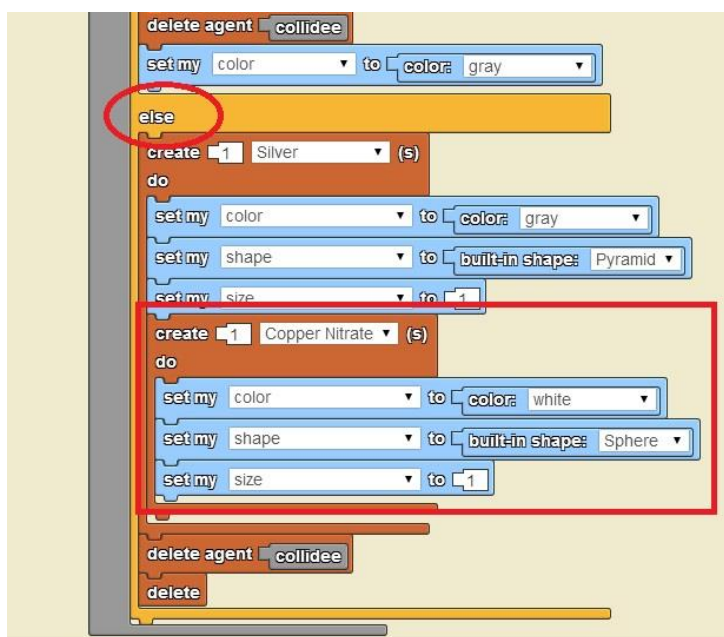 delete agent collidee
set my color to color: gray
else
create 1 Silver (s)
do
set my color to color: gray
set my shape to built-in shape: Pyramid
set my size to 1
create 1 Copper Nitrate (s)
do
set my color to color: white
set my shape to built-in shape: Sphere
set my size to 1
delete agent collidee
delete